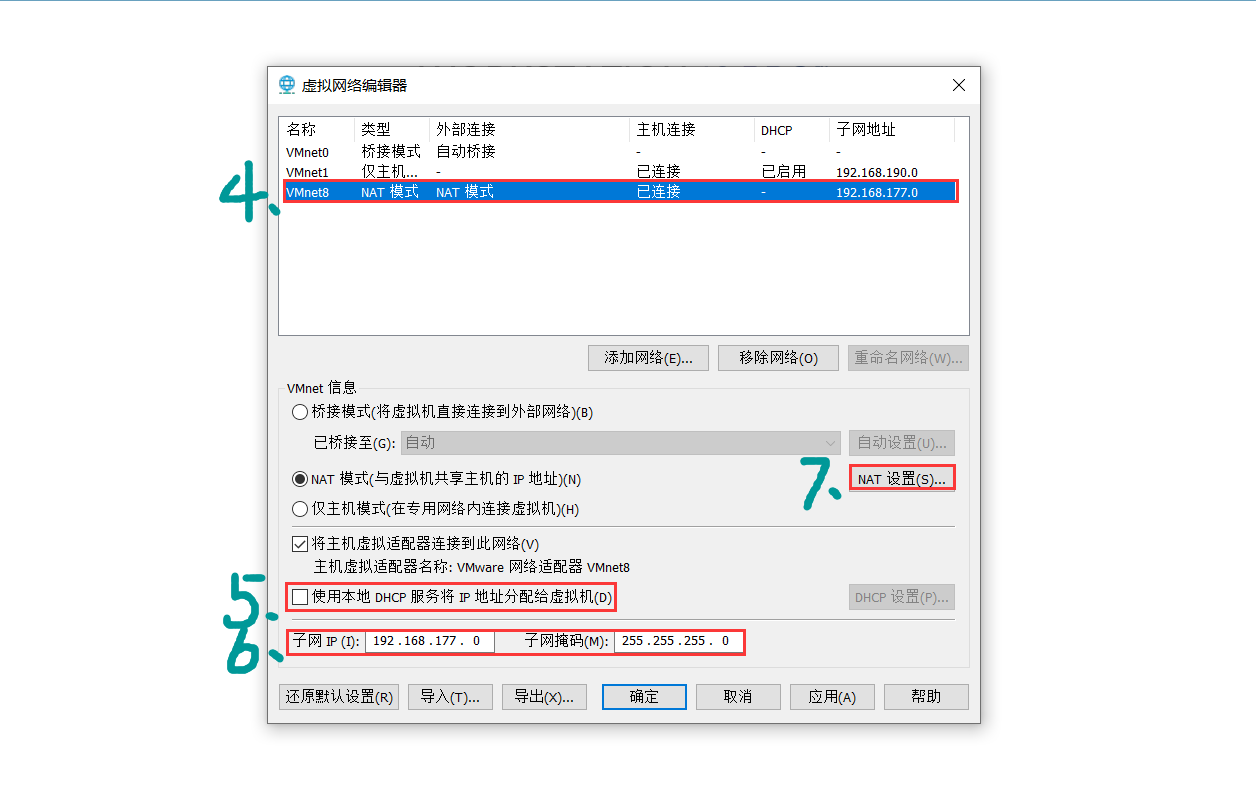 虚拟网络编辑器
名称 类型 外部连接 主机连接 DHCP 子网地址
VMnet0 桥接模式 自动桥接 - - -
VMnet1 仅主机... - 已连接 已启用 192.168.190.0
4、 VMnet8 NAT 模式 NAT 模式 已连接 - 192.168.177.0
添加网络(E)... 移除网络(O) 重命名网络(W)...
VMnet 信息
桥接模式(将虚拟机直接连接到外部网络)(B)
已桥接至(G): 自动 自动设置(U)...
NAT 模式(与虚拟机共享主机的 IP 地址)(N) 7、 NAT 设置(S)...
仅主机模式(在专用网络内连接虚拟机)(H)
将主机虚拟适配器连接到此网络(V)
主机虚拟适配器名称: VMware 网络适配器 VMnet8
5、 使用本地 DHCP 服务将 IP 地址分配给虚拟机(D) DHCP 设置(P)...
6、 子网 IP (I): 192.168.177. 0 子网掩码(M): 255.255.255. 0
还原默认设置(R) 导入(T)... 导出(X)... 确定 取消 应用(A) 帮助